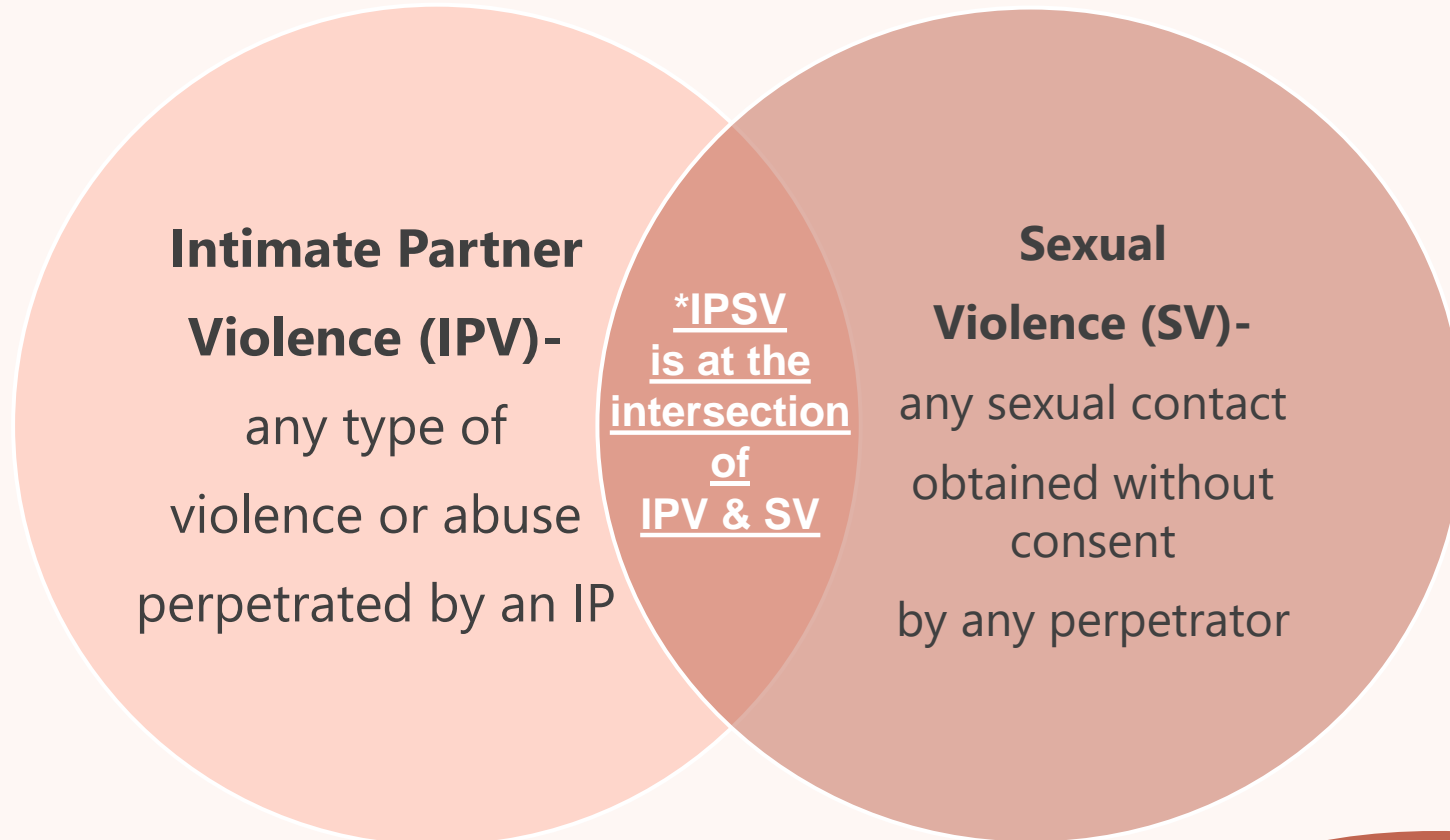 Intimate Partner
Violence (IPV)-
any type of
violence or abuse
perpetrated by an IP
*IPSV
is at the
intersection
of
IPV & SV
Sexual
Violence (SV)-
any sexual contact
obtained without
consent
by any perpetrator